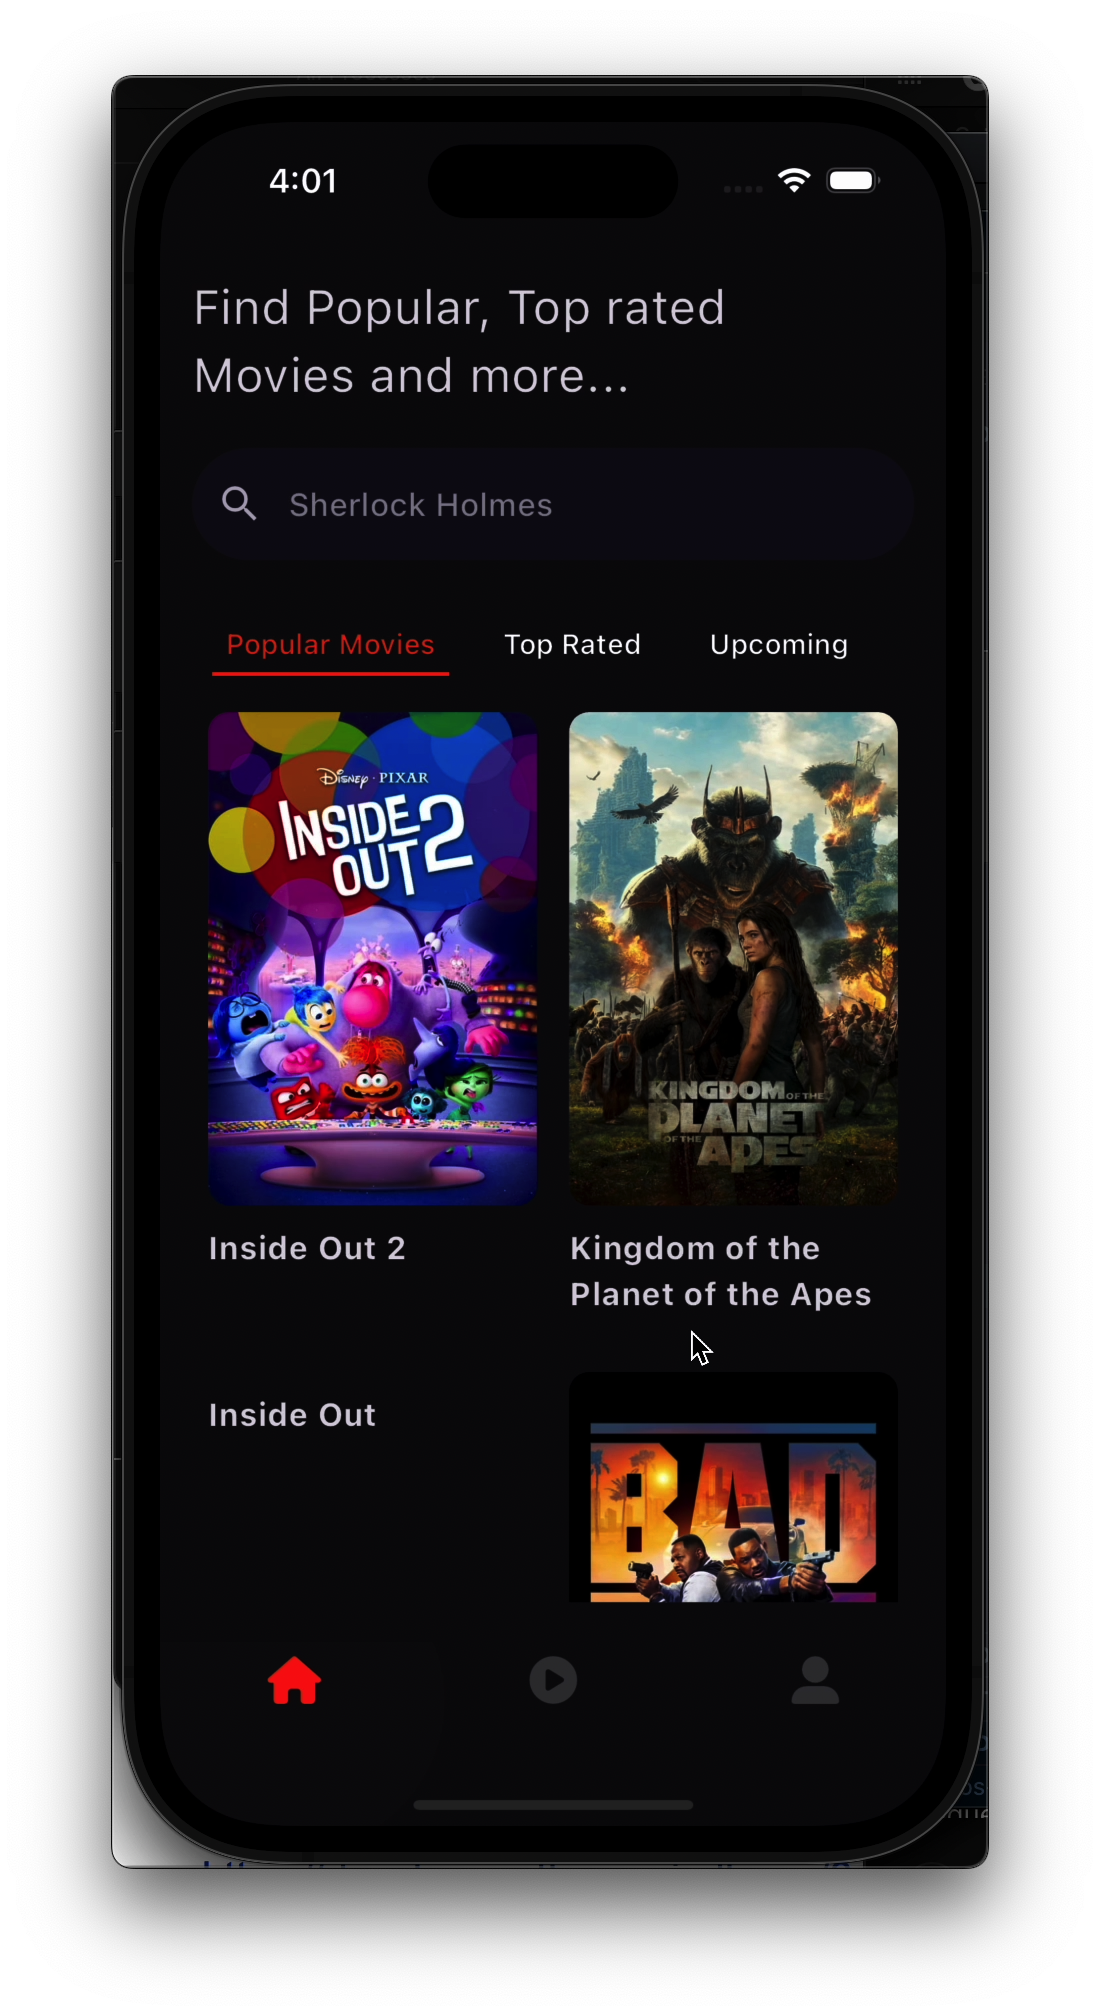 4:01
Find Popular, Top rated
Movies and more...
Sherlock Holmes
Popular Movies Top Rated Upcoming
Disney · PIXAR
INSIDE
OUT 2
KINGDOM OF THE
PLANET
OF THE APES
Inside Out 2
Kingdom of the
Planet of the Apes
Inside Out
BAD